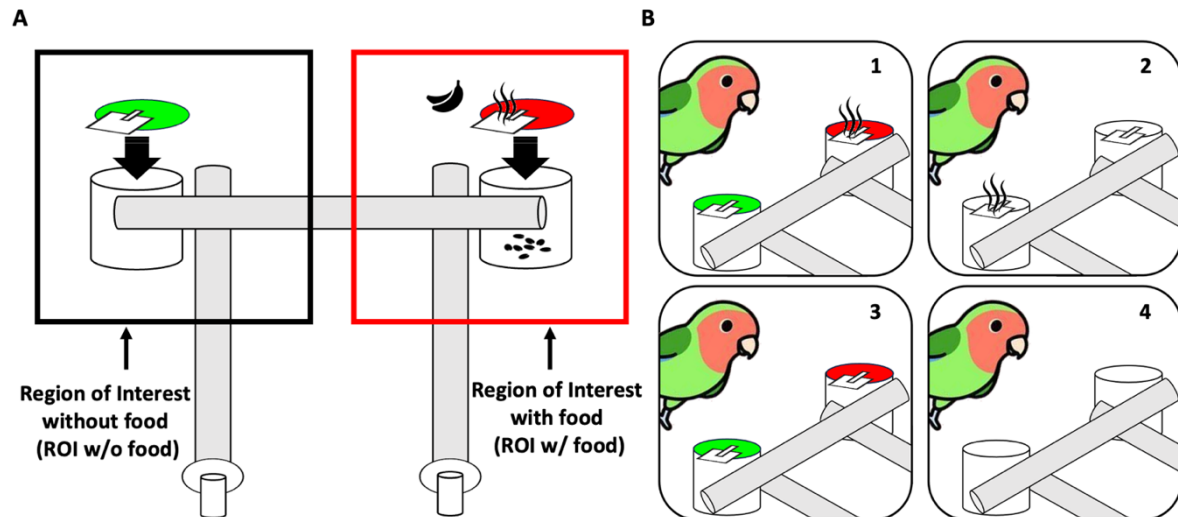 A
Region of Interest
without food
(ROI w/o food)
Region of Interest
with food
(ROI w/ food)
B
1
2
3
4